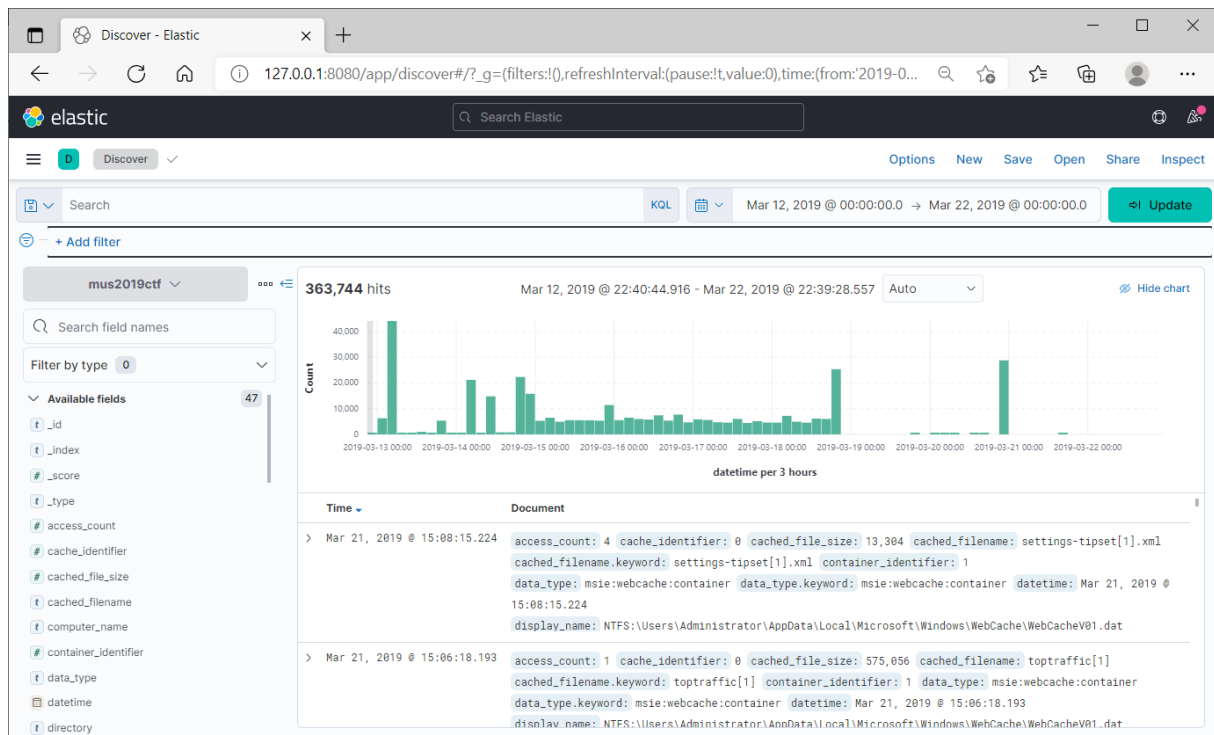 Discover - Elastic
127.0.0.1:8080/app/discover#/?_g=(filters:!(),refreshInterval:(pause:!t,value:0),time:(from:'2019-0...
elastic
Search Elastic
D Discover Options New Save Open Share Inspect
Search KQL Mar 12, 2019 @ 00:00:00.0 → Mar 22, 2019 @ 00:00:00.0 Update
+ Add filter
mus2019ctf
Search field names
Filter by type 0
Available fields 47
t _id
t _index
# _score
t _type
# access_count
# cache_identifier
# cached_file_size
t cached_filename
t computer_name
# container_identifier
t data_type
datetime
t directory
363,744 hits Mar 12, 2019 @ 22:40:44.916 - Mar 22, 2019 @ 22:39:28.557 Auto Hide chart
Count
40,000
30,000
20,000
10,000
0
2019-03-13 00:00 2019-03-14 00:00 2019-03-15 00:00 2019-03-16 00:00 2019-03-17 00:00 2019-03-18 00:00 2019-03-19 00:00 2019-03-20 00:00 2019-03-21 00:00 2019-03-22 00:00
datetime per 3 hours
Time Document
Mar 21, 2019 @ 15:08:15.224 access_count: 4 cache_identifier: 0 cached_file_size: 13,304 cached_filename: settings-tipset[1].xml
cached_filename.keyword: settings-tipset[1].xml container_identifier: 1
data_type: msie:webcache:container data_type.keyword: msie:webcache:container datetime: Mar 21, 2019 @
15:08:15.224
display_name: NTFS:\Users\Administrator\AppData\Local\Microsoft\Windows\WebCache\WebCacheV01.dat
Mar 21, 2019 @ 15:06:18.193 access_count: 1 cache_identifier: 0 cached_file_size: 575,056 cached_filename: toptraffic[1]
cached_filename.keyword: toptraffic[1] container_identifier: 1 data_type: msie:webcache:container
data_type.keyword: msie:webcache:container datetime: Mar 21, 2019 @ 15:06:18.193
display_name: NTFS:\Users\Administrator\AppData\Local\Microsoft\Windows\WebCache\WebCacheV01.dat